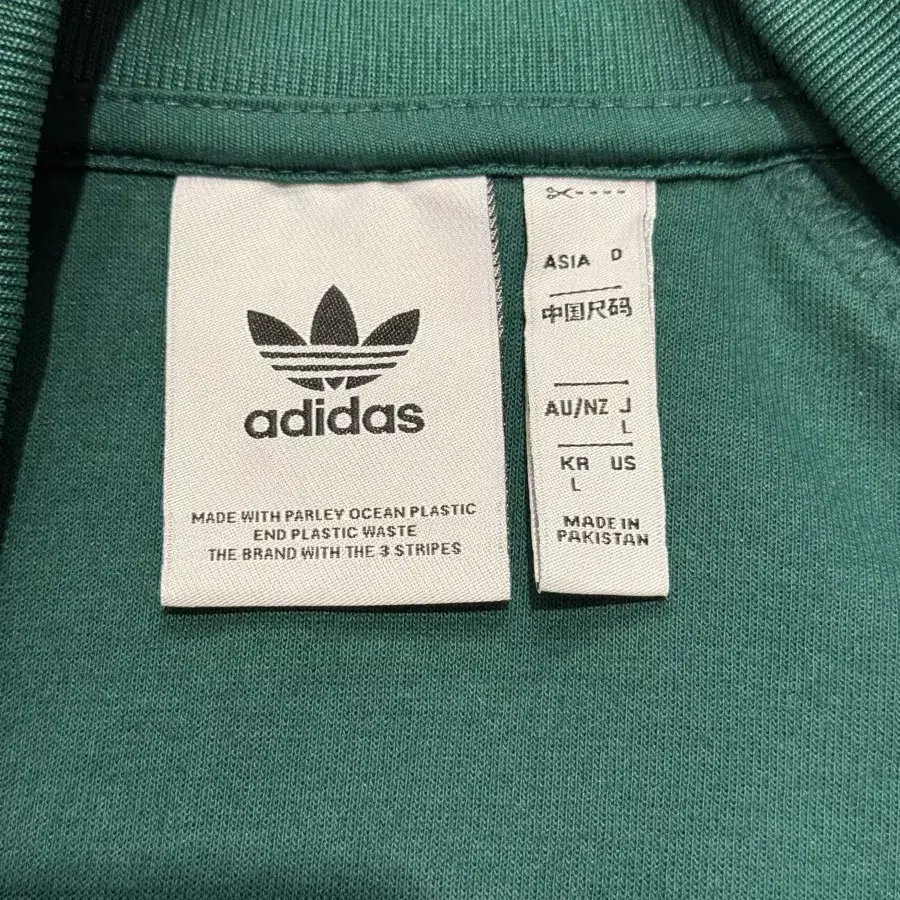 adidas
MADE WITH PARLEY OCEAN PLASTIC
END PLASTIC WASTE
THE BRAND WITH THE 3 STRIPES
ASIA D
中国尺码
AU/NZ J
L
KR US
L
MADE IN
PAKISTAN